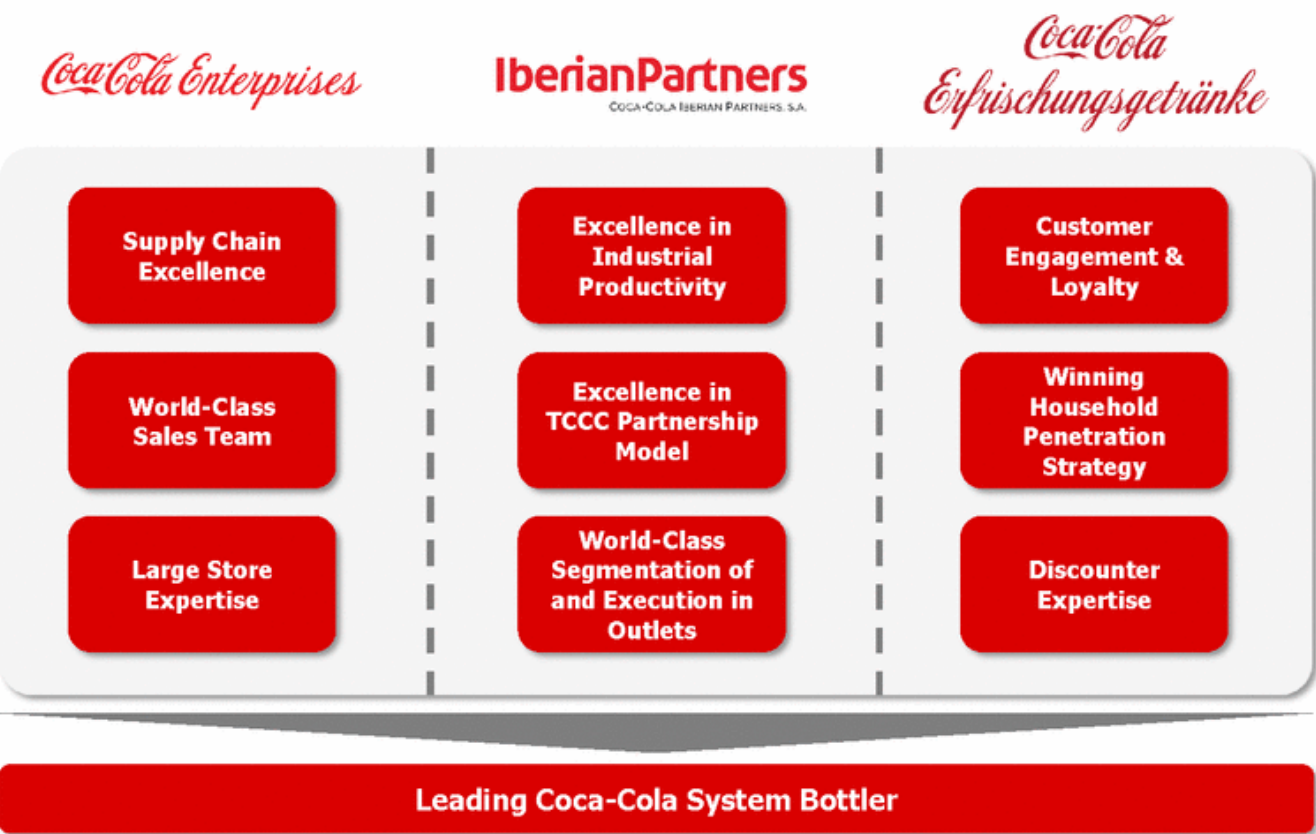 Coca-Cola Enterprises
IberianPartners
COCA-COLA IBERIAN PARTNERS, S.A.
Coca-Cola
Erfrischungsgetränke
Supply Chain
Excellence
Excellence in
Industrial
Productivity
Customer
Engagement &
Loyalty
World-Class
Sales Team
Excellence in
TCCC Partnership
Model
Winning
Household
Penetration
Strategy
Large Store
Expertise
World-Class
Segmentation of
and Execution in
Outlets
Discounter
Expertise
Leading Coca-Cola System Bottler